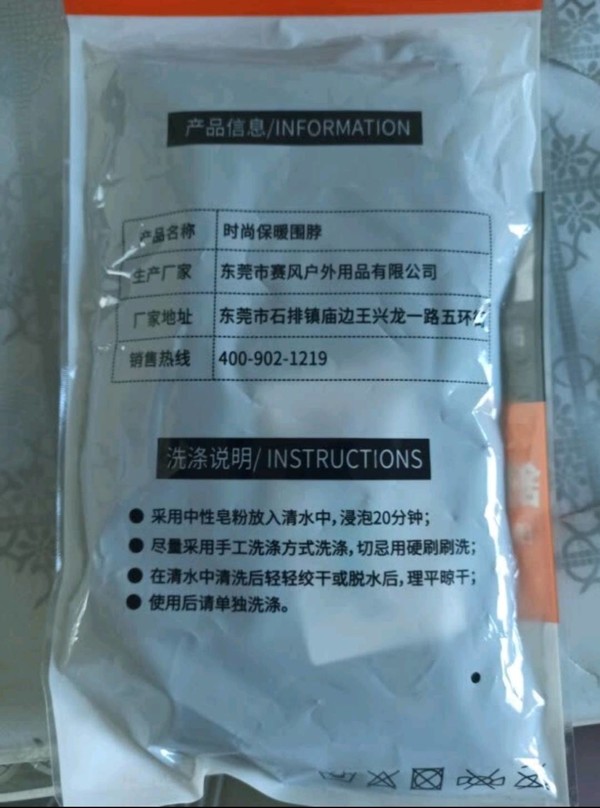 产品信息/INFORMATION
产品名称 时尚保暖围脖
生产厂家 东莞市赛风户外用品有限公司
厂家地址 东莞市石排镇庙边王兴龙一路五环
销售热线 400-902-1219
洗涤说明/ INSTRUCTIONS
● 采用中性皂粉放入清水中，浸泡20分钟；
● 尽量采用手工洗涤方式洗涤，切忌用硬刷刷洗；
● 在清水中清洗后轻轻绞干或脱水后，理平晾干；
● 使用后请单独洗涤。